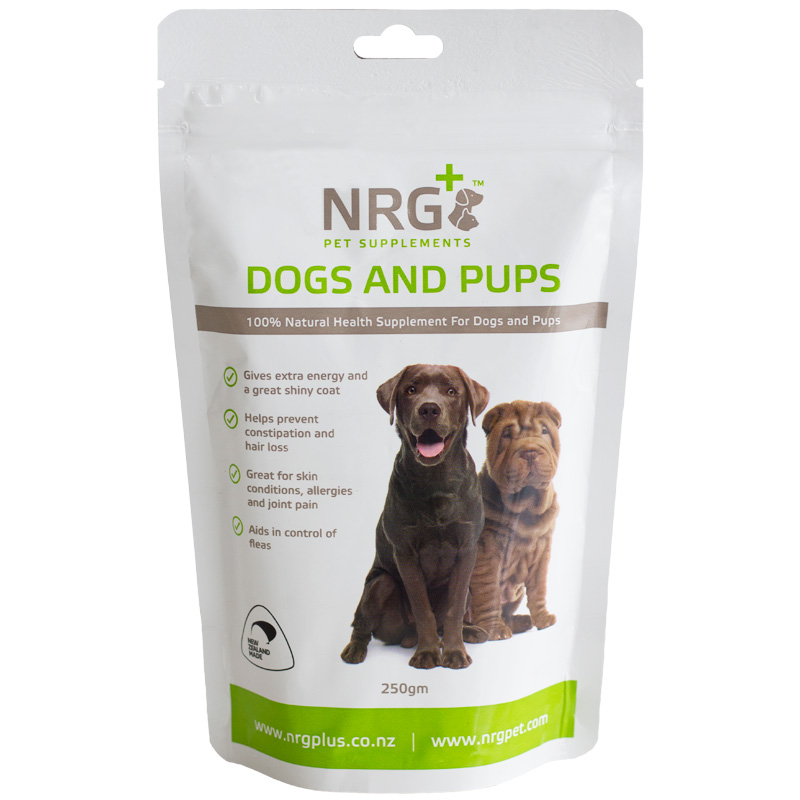 NRG+ ™
PET SUPPLEMENTS
DOGS AND PUPS
100% Natural Health Supplement For Dogs and Pups
Gives extra energy and
a great shiny coat
Helps prevent
constipation and
hair loss
Great for skin
conditions, allergies
and joint pain
Aids in control of
fleas
NEW
ZEALAND
MADE
250gm
www.nrgplus.co.nz | www.nrgpet.com